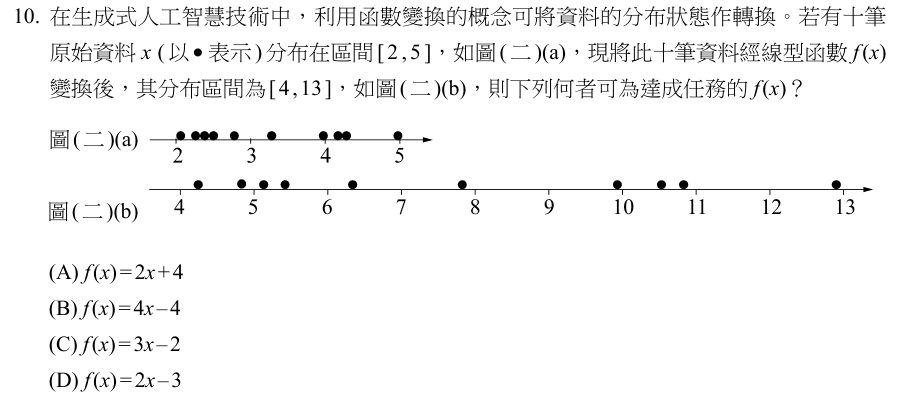 10. 在生成式人工智慧技術中，利用函數變換的概念可將資料的分布狀態作轉換。若有十筆
原始資料 x (以 ● 表示) 分布在區間 [2,5]，如圖(二)(a)，現將此十筆資料經線型函數 f(x)
變換後，其分布區間為 [4,13]，如圖(二)(b)，則下列何者可為達成任務的 f(x)？
圖(二)(a)
2 3 4 5
圖(二)(b)
4 5 6 7 8 9 10 11 12 13
(A) f(x)=2x+4
(B) f(x)=4x−4
(C) f(x)=3x−2
(D) f(x)=2x−3